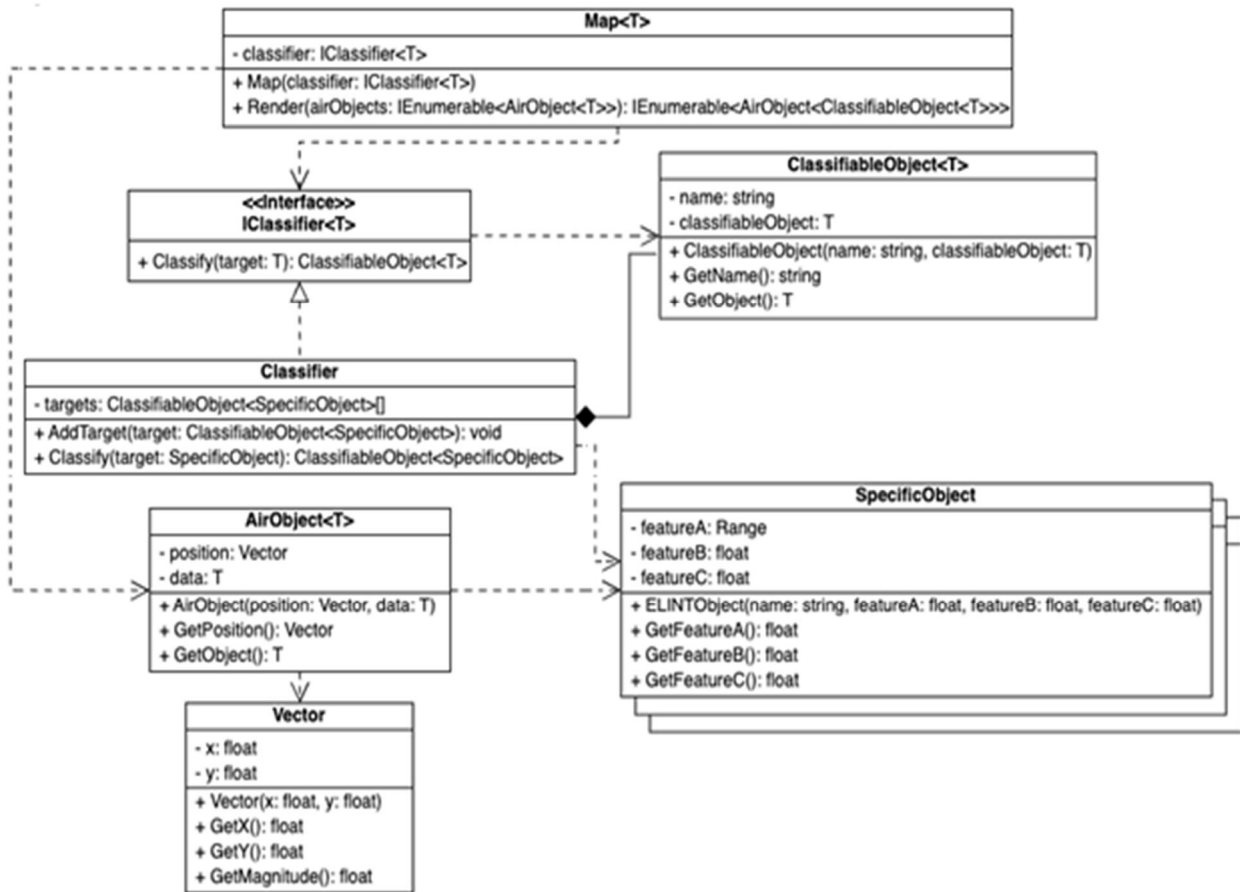 Map<T>
- classifier: IClassifier<T>
+ Map(classifier: IClassifier<T>)
+ Render(airObjects: IEnumerable<AirObject<T>>): IEnumerable<AirObject<ClassifiableObject<T>>>
ClassifiableObject<T>
- name: string
- classifiableObject: T
+ ClassifiableObject(name: string, classifiableObject: T)
+ GetName(): string
+ GetObject(): T
<<Interface>>
IClassifier<T>
+ Classify(target: T): ClassifiableObject<T>
Classifier
- targets: ClassifiableObject<SpecificObject>[]
+ AddTarget(target: ClassifiableObject<SpecificObject>): void
+ Classify(target: SpecificObject): ClassifiableObject<SpecificObject>
SpecificObject
- featureA: Range
- featureB: float
- featureC: float
+ ELINTObject(name: string, featureA: float, featureB: float, featureC: float)
+ GetFeatureA(): float
+ GetFeatureB(): float
+ GetFeatureC(): float
AirObject<T>
- position: Vector
- data: T
+ AirObject(position: Vector, data: T)
+ GetPosition(): Vector
+ GetObject(): T
Vector
- x: float
- y: float
+ Vector(x: float, y: float)
+ GetX(): float
+ GetY(): float
+ GetMagnitude(): float